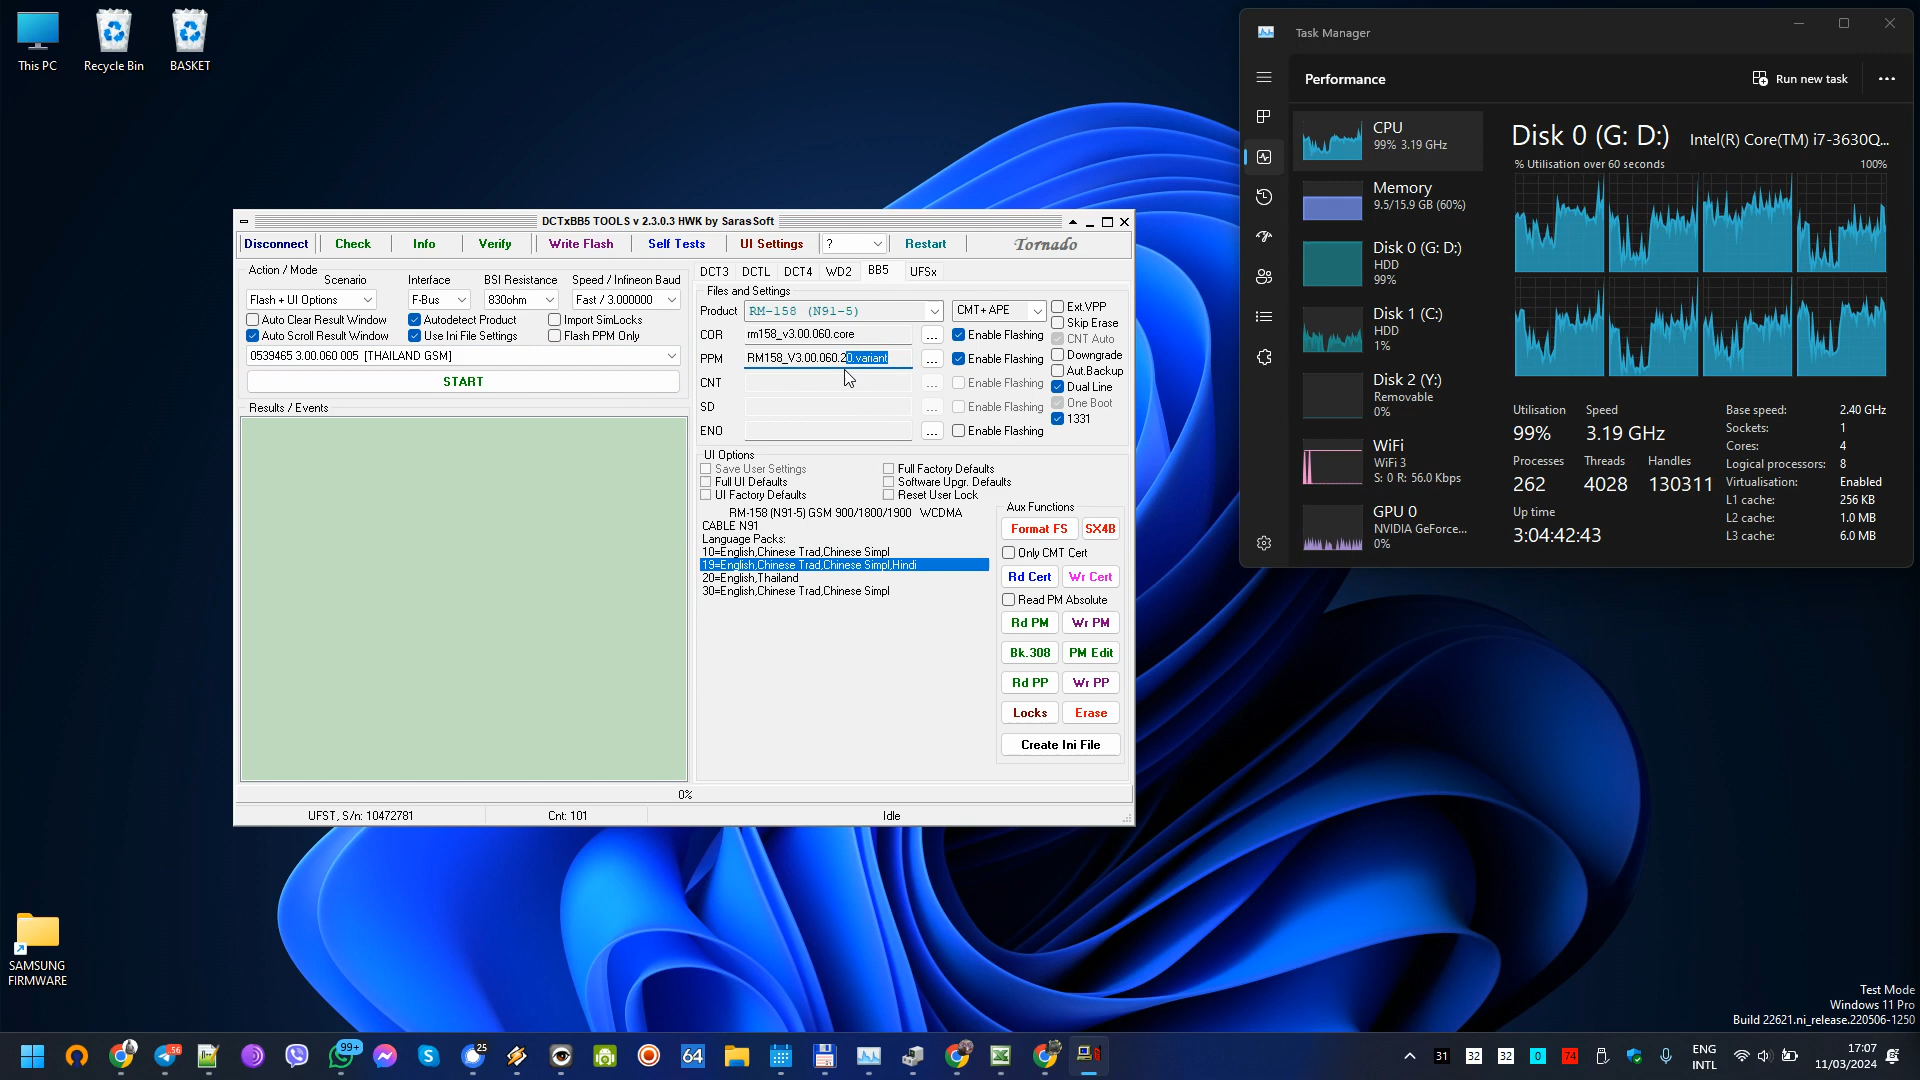 This PC
Recycle Bin
BASKET
SAMSUNG
FIRMWARE
DCTxBB5 TOOLS v 2.3.0.3 HWK by SarasSoft
Disconnect
Check
Info
Verify
Write Flash
Self Tests
UI Settings
?
Restart
Tornado
Action / Mode
Scenario
Interface
BSI Resistance
Speed / Infineon Baud
Flash + UI Options
F-Bus
830ohm
Fast / 3.000000
Auto Clear Result Window
Autodetect Product
Import SimLocks
Auto Scroll Result Window
Use Ini File Settings
Flash PPM Only
0539465 3.00.060 005 [THAILAND GSM]
START
Results / Events
DCT3
DCTL
DCT4
WD2
BB5
UFSx
Files and Settings
Product
RM-158 (N91-5)
CMT+APE
COR
rm158_v3.00.060.core
...
Enable Flashing
PPM
RM158_V3.00.060.20.variant
...
Enable Flashing
CNT
...
Enable Flashing
SD
...
Enable Flashing
ENO
...
Enable Flashing
Ext.VPP
Skip Erase
CNT Auto
Downgrade
Aut.Backup
Dual Line
One Boot
1331
UI Options
Save User Settings
Full Factory Defaults
Full UI Defaults
Software Upgr. Defaults
UI Factory Defaults
Reset User Lock
RM-158 (N91-5) GSM 900/1800/1900 WCDMA
CABLE N91
Language Packs:
10=English,Chinese Trad,Chinese Simpl
19=English,Chinese Trad,Chinese Simpl,Hindi
20=English,Thailand
30=English,Chinese Trad,Chinese Simpl
Aux Functions
Format FS
SX4B
Only CMT Cert
Rd Cert
Wr Cert
Read PM Absolute
Rd PM
Wr PM
Bk.308
PM Edit
Rd PP
Wr PP
Locks
Erase
Create Ini File
0%
UFST, S/n: 10472781
Cnt: 101
Idle
Task Manager
Performance
Run new task
CPU
99% 3.19 GHz
Memory
9.5/15.9 GB (60%)
Disk 0 (G: D:)
HDD
99%
Disk 1 (C:)
HDD
1%
Disk 2 (Y:)
Removable
0%
WiFi
WiFi 3
S: 0 R: 56.0 Kbps
GPU 0
NVIDIA GeForce...
0%
Disk 0 (G: D:)
Intel(R) Core(TM) i7-3630Q...
% Utilisation over 60 seconds
100%
Utilisation
Speed
99%
3.19 GHz
Processes
Threads
Handles
262
4028
130311
Up time
3:04:42:43
Base speed: 2.40 GHz
Sockets: 1
Cores: 4
Logical processors: 8
Virtualisation: Enabled
L1 cache: 256 KB
L2 cache: 1.0 MB
L3 cache: 6.0 MB
Test Mode
Windows 11 Pro
Build 22621.ni_release.220506-1250
56
99+
25
64
31
32
32
0
74
ENG
INTL
17:07
11/03/2024